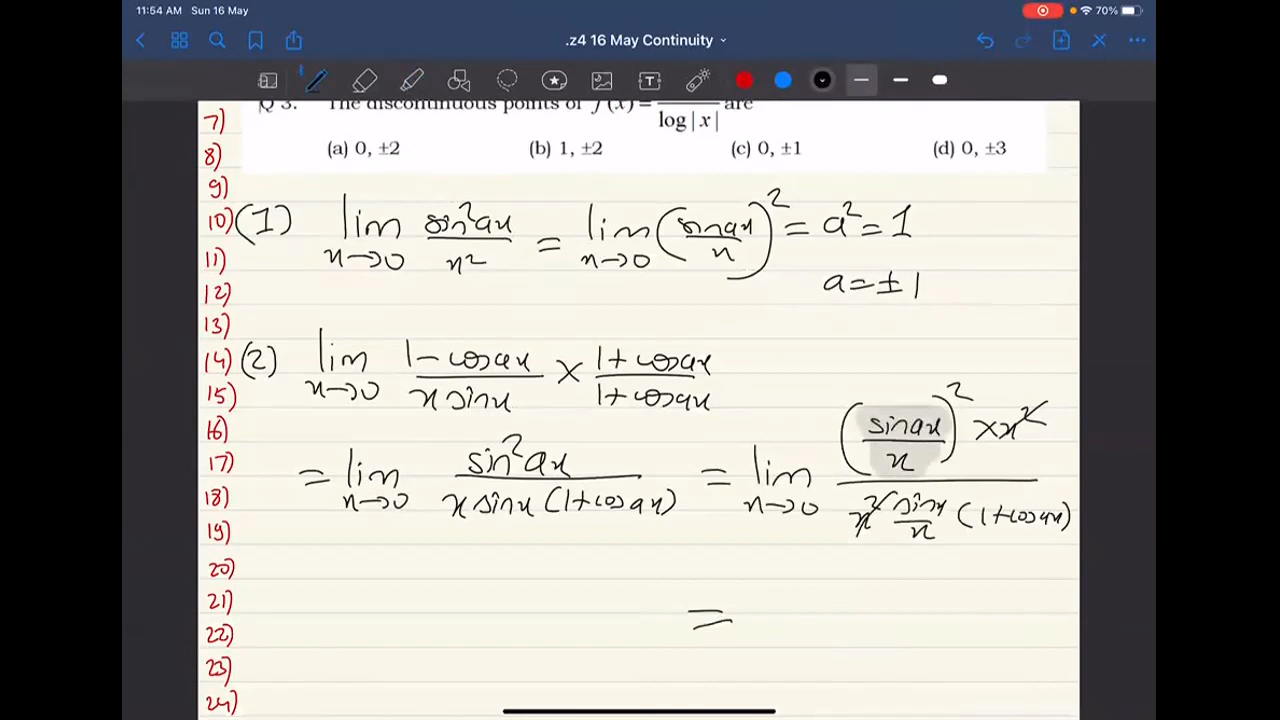 11:54 AM Sun 16 May
70%
.z4 16 May Continuity
Q 3. The discontinuous points of f(x) = log|x| are
(a) 0, ±2 (b) 1, ±2 (c) 0, ±1 (d) 0, ±3
7)
8)
9)
10) (1) lim x→0 sin²ax/x² = lim x→0 (sinax/x)² = a² = 1
11)
12) a = ±1
13)
14) (2) lim x→0 1-cosax/x sinx × 1+cosax/1+cosax
15)
16)
17) = lim x→0 sin²ax/x sinx (1+cosax) = lim x→0 (sinax/x)² × x²/x² sinx/x (1+cosax)
18)
19)
20)
21) =
22)
23)
24)